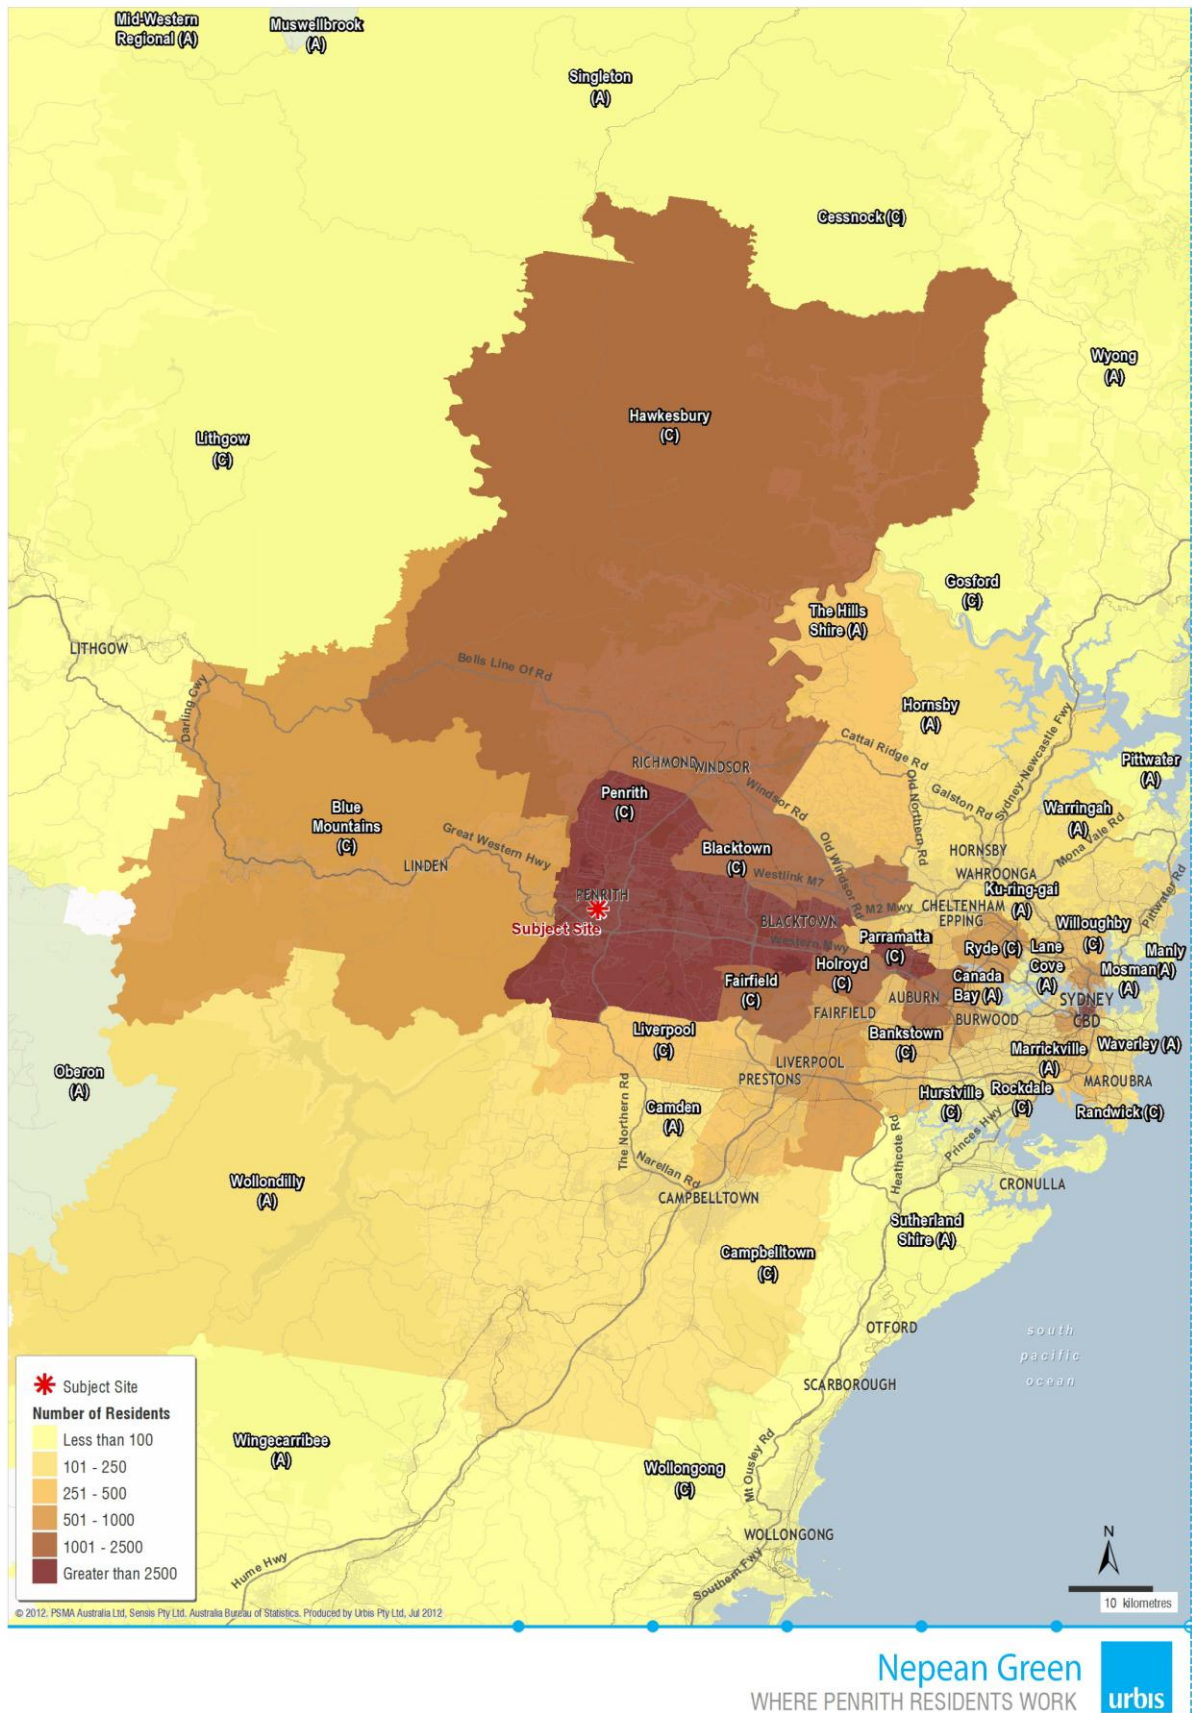 Mid-Western
Regional (A)
Muswellbrook
(A)
Singleton
(A)
Cessnock (C)
Wyong
(A)
Hawkesbury
(C)
Lithgow
(C)
Gosford
(C)
The Hills
Shire (A)
LITHGOW
Bells Line Of Rd
Darling Cwy
Hornsby
(A)
Sydney-Newcastle Fwy
Cattai Ridge Rd
Pittwater
(A)
RICHMOND
WINDSOR
Old Northern Rd
Galston Rd
Penrith
(C)
Windsor Rd
Warringah
(A)
Blue
Mountains
(C)
Great Western Hwy
Mona Vale Rd
Old Windsor Rd
Blacktown
(C)
HORNSBY
LINDEN
WAHROONGA
Westlink M7
Ku-ring-gai
(A)
Pittwater Rd
PENRITH
M2 Mwy
CHELTENHAM
EPPING
Subject Site
BLACKTOWN
Willoughby
(C)
Western Mwy
Parramatta
(C)
Ryde (C)
Lane
Cove
(A)
Manly
(A)
Holroyd
(C)
Mosman
(A)
Fairfield
(C)
Canada
Bay (A)
AUBURN
SYDNEY
CBD
FAIRFIELD
BURWOOD
Liverpool
(C)
Bankstown
(C)
Marrickville
(A)
Waverley (A)
LIVERPOOL
PRESTONS
Oberon
(A)
MAROUBRA
Hurstville
(C)
Rockdale
(C)
Randwick (C)
Camden
(A)
The Northern Rd
Heathcote Rd
Princes Hwy
Narellan Rd
Wollondilly
(A)
CAMPBELLTOWN
CRONULLA
Sutherland
Shire (A)
Campbelltown
(C)
OTFORD
south
pacific
ocean
SCARBOROUGH
Subject Site
Number of Residents
Less than 100
101 - 250
251 - 500
501 - 1000
1001 - 2500
Greater than 2500
Wingecarribee
(A)
Wollongong
(C)
Mt Ousley Rd
WOLLONGONG
Hume Hwy
Southern Fwy
N
10 kilometres
© 2012. PSMA Australia Ltd, Sensis Pty Ltd. Australia Bureau of Statistics. Produced by Urbis Pty Ltd, Jul 2012
Nepean Green
WHERE PENRITH RESIDENTS WORK
urbis